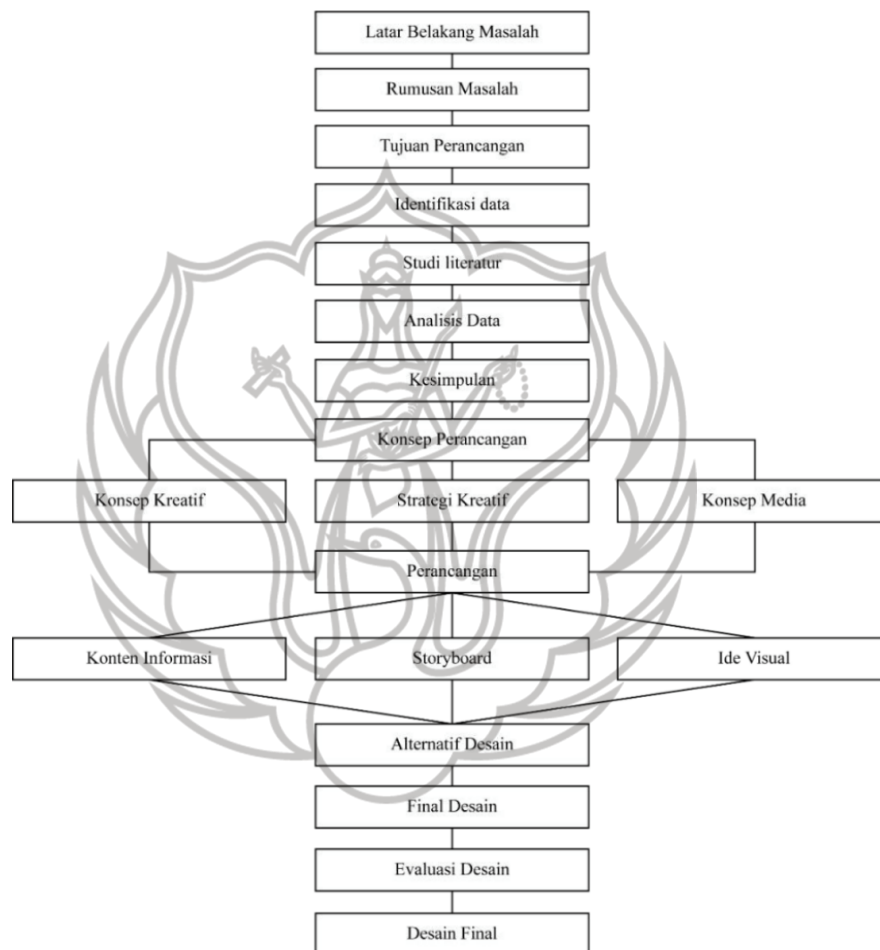 Latar Belakang Masalah
Rumusan Masalah
Tujuan Perancangan
Identifikasi data
Studi literatur
Analisis Data
Kesimpulan
Konsep Perancangan
Konsep Kreatif
Strategi Kreatif
Konsep Media
Perancangan
Konten Informasi
Storyboard
Ide Visual
Alternatif Desain
Final Desain
Evaluasi Desain
Desain Final